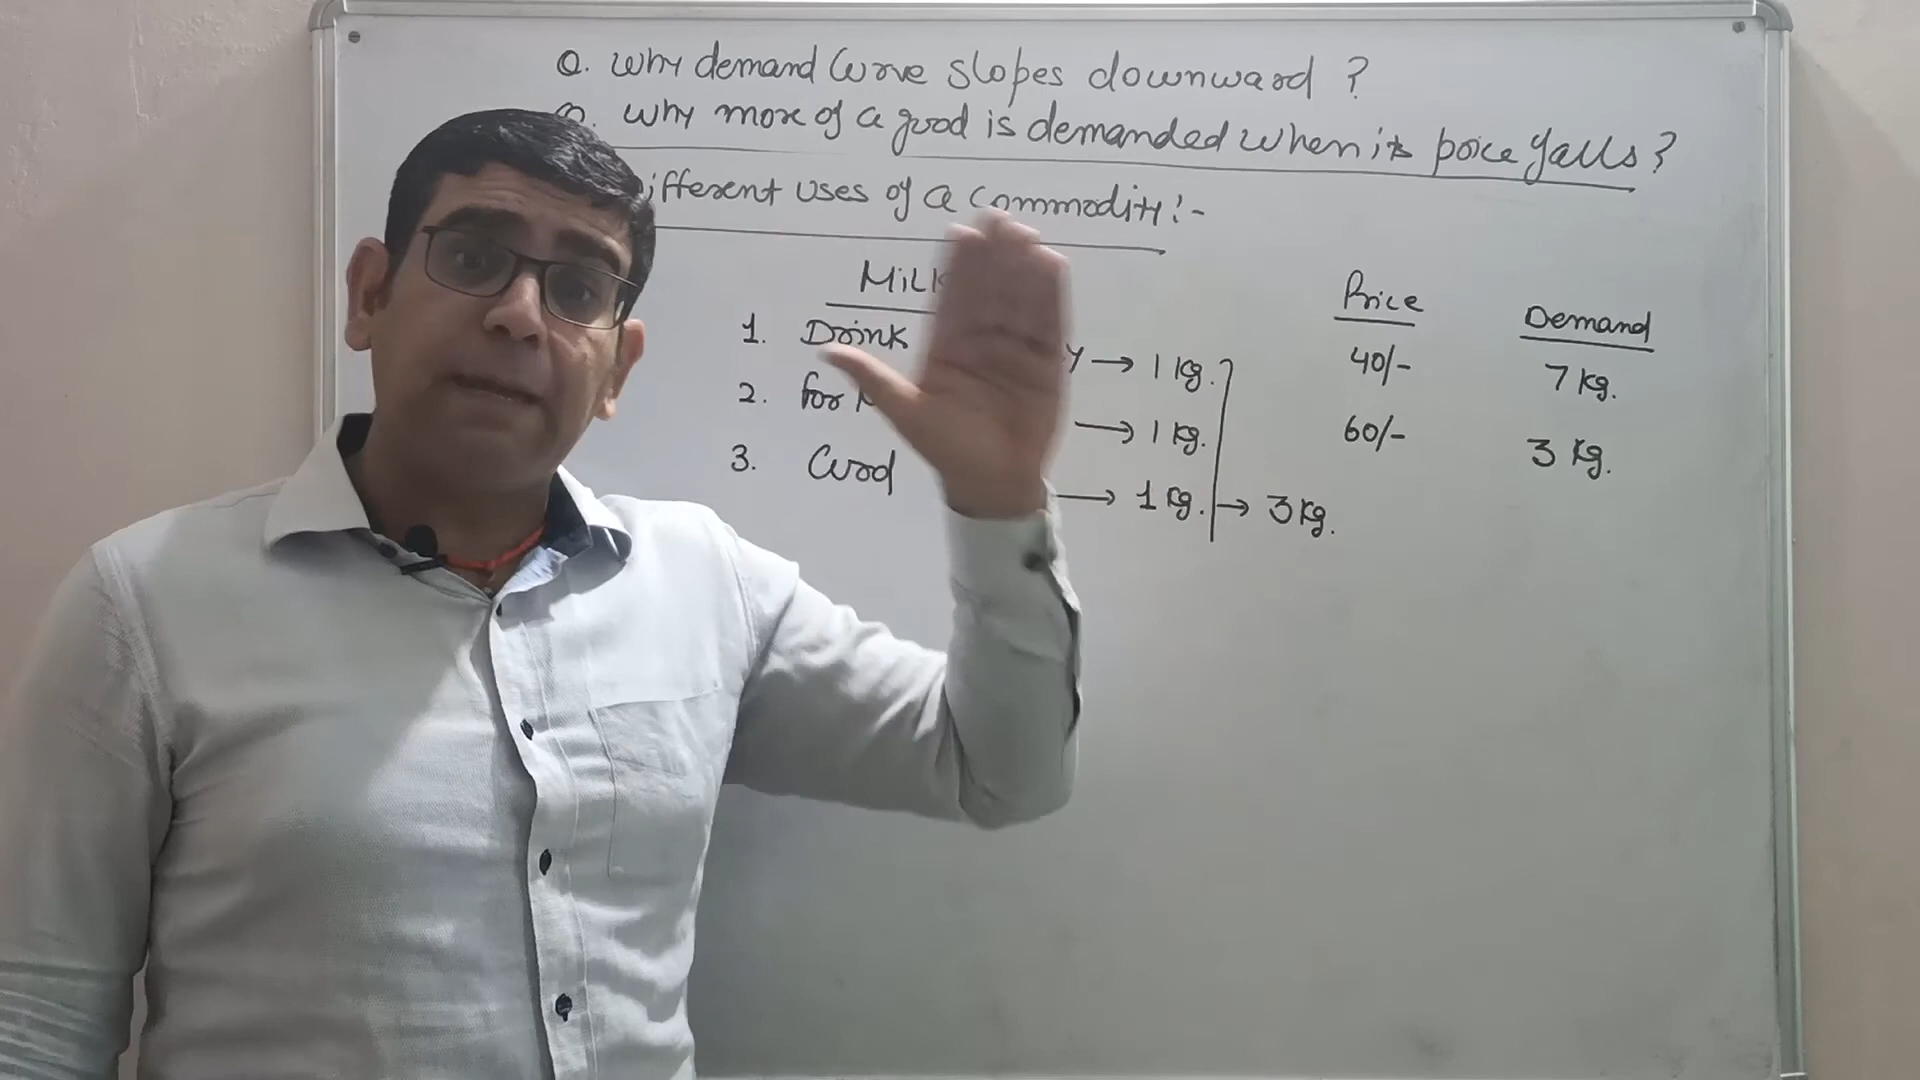 Q. Why demand Curve slopes downward ?
Q. Why more of a good is demanded when its price falls ?
ifferent uses of a Commodity :-
Milk
Price
Demand
1. Drink
→ 1 kg.
40/-
7 kg.
2. for
→ 1 kg.
60/-
3 kg.
3. Curd
→ 1 kg. → 3 kg.